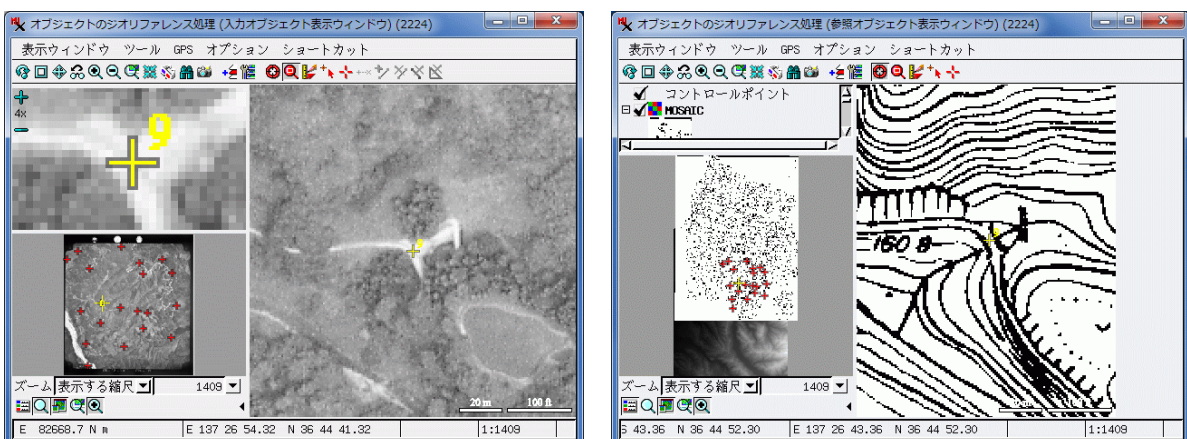 オブジェクトのジオリファレンス処理 (入力オブジェクト表示ウィンドウ) (2224)
表示ウィンドウ ツール GPS オプション ショートカット
4x
9
9
ズーム 表示する縮尺 1409
20 m 100 ft
E 82668.7 N m E 137 26 54.32 N 36 44 41.32 1:1409
オブジェクトのジオリファレンス処理 (参照オブジェクト表示ウィンドウ) (2224)
表示ウィンドウ ツール GPS オプション ショートカット
コントロールポイント
MOSAIC
160 8
9
ズーム 表示する縮尺 1409
20 m 100 ft
43.36 N 36 44 52.30 E 137 26 43.36 N 36 44 52.30 1:1409